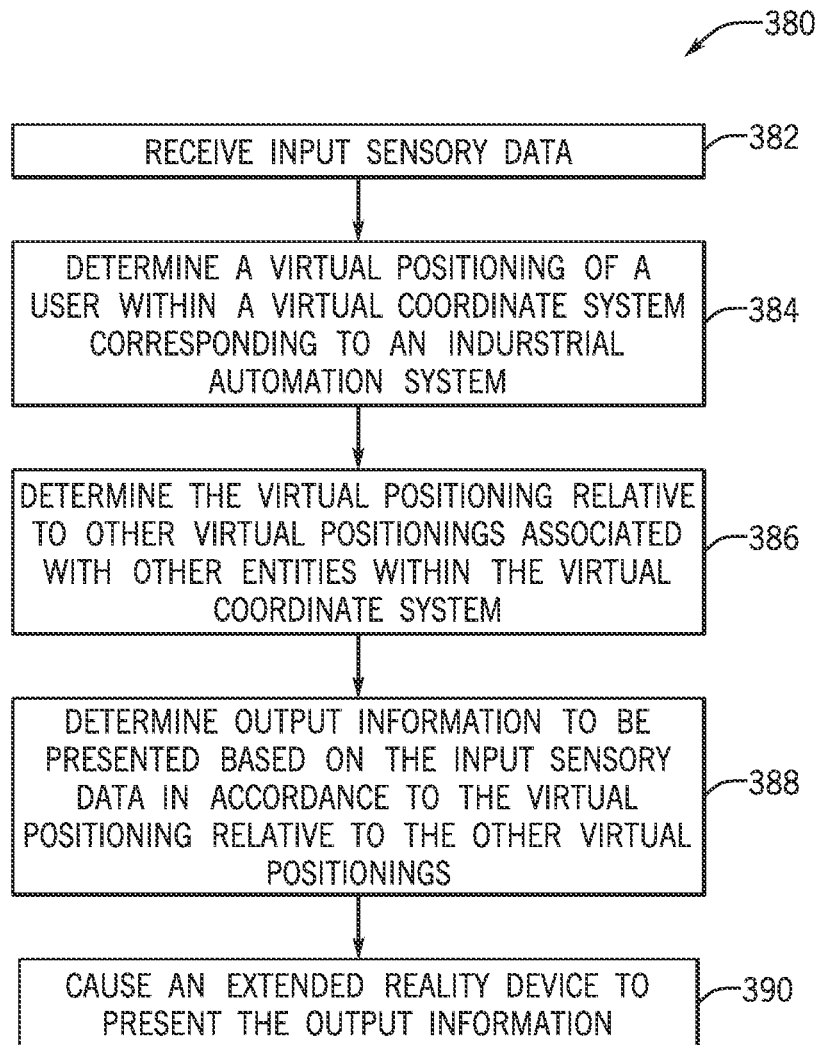 380
RECEIVE INPUT SENSORY DATA
382
DETERMINE A VIRTUAL POSITIONING OF A
USER WITHIN A VIRTUAL COORDINATE SYSTEM
CORRESPONDING TO AN INDURSTRIAL
AUTOMATION SYSTEM
384
DETERMINE THE VIRTUAL POSITIONING RELATIVE
TO OTHER VIRTUAL POSITIONINGS ASSOCIATED
WITH OTHER ENTITIES WITHIN THE VIRTUAL
COORDINATE SYSTEM
386
DETERMINE OUTPUT INFORMATION TO BE
PRESENTED BASED ON THE INPUT SENSORY
DATA IN ACCORDANCE TO THE VIRTUAL
POSITIONING RELATIVE TO THE OTHER VIRTUAL
POSITIONINGS
388
CAUSE AN EXTENDED REALITY DEVICE TO
PRESENT THE OUTPUT INFORMATION
390